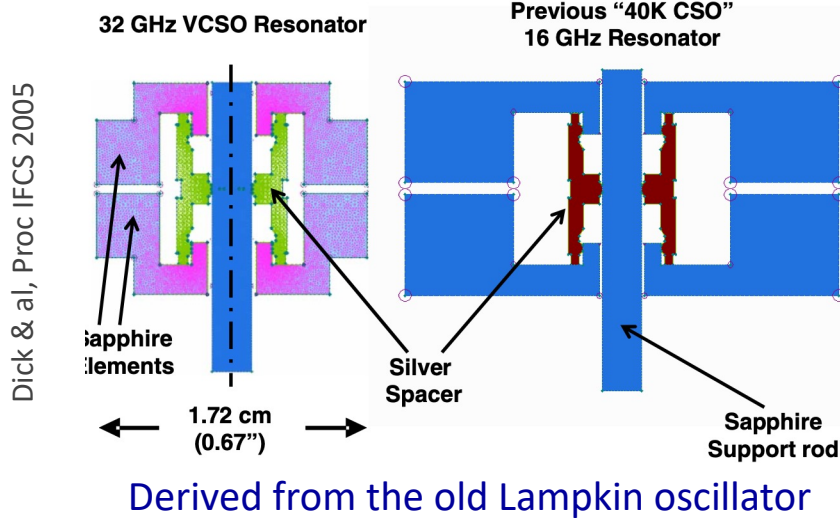 32 GHz VCSO Resonator
Previous “40K CSO”
16 GHz Resonator
Dick & al, Proc IFCS 2005
Sapphire
Elements
Silver
Spacer
1.72 cm
(0.67”)
Sapphire
Support rod
Derived from the old Lampkin oscillator